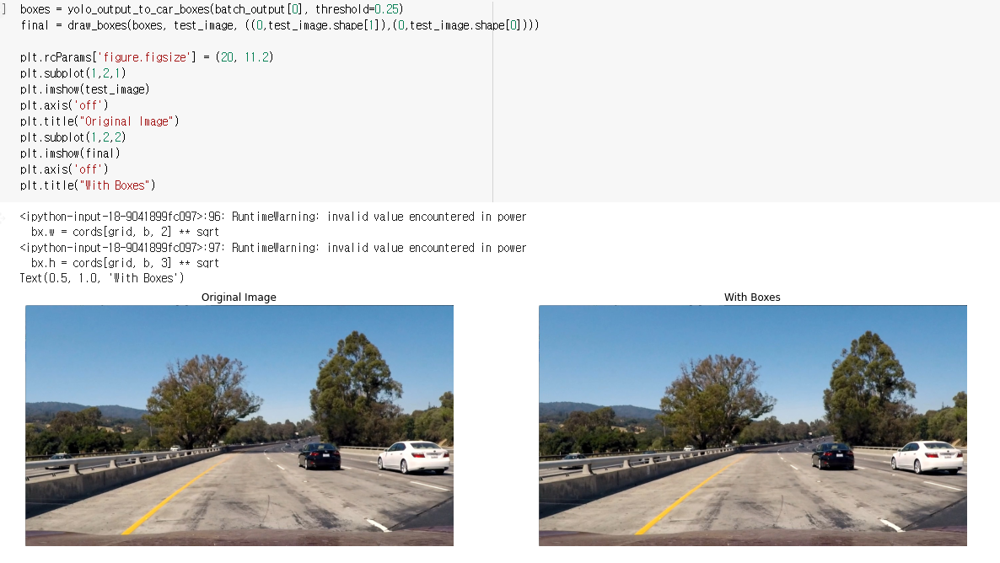 ]
boxes = yolo_output_to_car_boxes(batch_output[0], threshold=0.25)
final = draw_boxes(boxes, test_image, ((0,test_image.shape[1]),(0,test_image.shape[0])))
plt.rcParams['figure.figsize'] = (20, 11.2)
plt.subplot(1,2,1)
plt.imshow(test_image)
plt.axis('off')
plt.title("Original Image")
plt.subplot(1,2,2)
plt.imshow(final)
plt.axis('off')
plt.title("With Boxes")
<ipython-input-18-9041899fc097>:96: RuntimeWarning: invalid value encountered in power
bx.w = cords[grid, b, 2] ** sqrt
<ipython-input-18-9041899fc097>:97: RuntimeWarning: invalid value encountered in power
bx.h = cords[grid, b, 3] ** sqrt
Text(0.5, 1.0, 'With Boxes')
Original Image
With Boxes